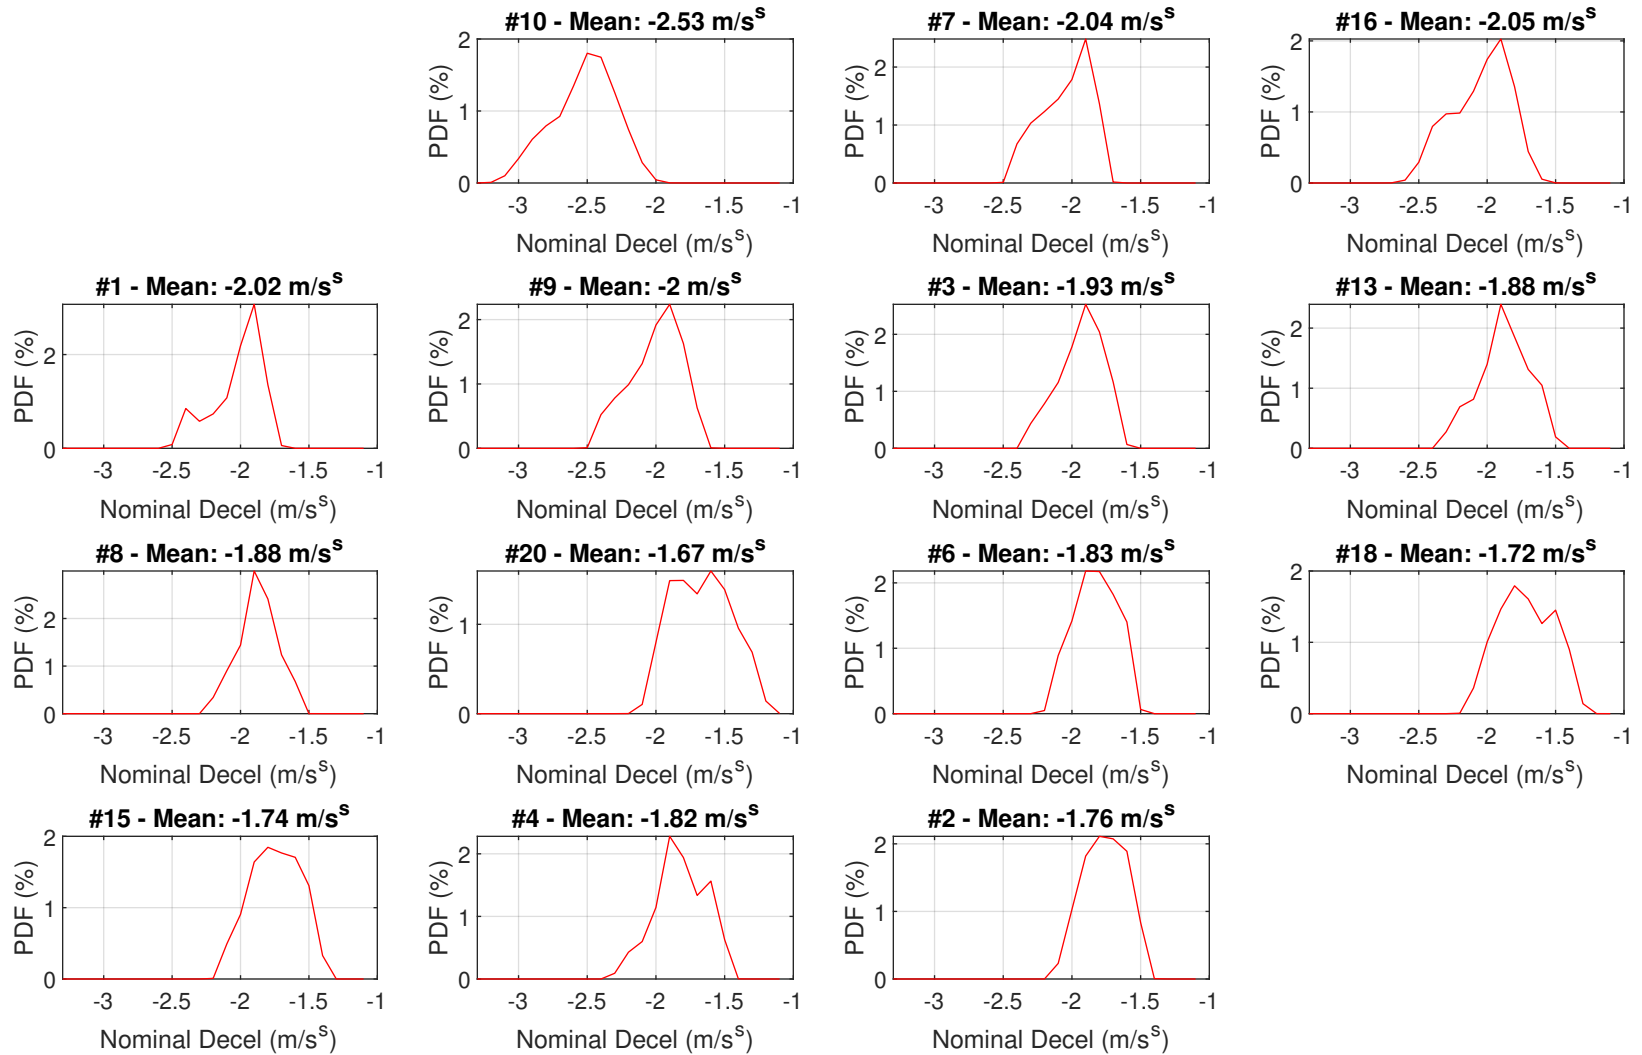 #10 - Mean: -2.53 m/s^s
PDF (%)
2
1
0
-3 -2.5 -2 -1.5 -1
Nominal Decel (m/s^s)
#7 - Mean: -2.04 m/s^s
PDF (%)
2
1
0
-3 -2.5 -2 -1.5 -1
Nominal Decel (m/s^s)
#16 - Mean: -2.05 m/s^s
PDF (%)
2
1
0
-3 -2.5 -2 -1.5 -1
Nominal Decel (m/s^s)
#1 - Mean: -2.02 m/s^s
PDF (%)
2
0
-3 -2.5 -2 -1.5 -1
Nominal Decel (m/s^s)
#9 - Mean: -2 m/s^s
PDF (%)
2
1
0
-3 -2.5 -2 -1.5 -1
Nominal Decel (m/s^s)
#3 - Mean: -1.93 m/s^s
PDF (%)
2
1
0
-3 -2.5 -2 -1.5 -1
Nominal Decel (m/s^s)
#13 - Mean: -1.88 m/s^s
PDF (%)
2
1
0
-3 -2.5 -2 -1.5 -1
Nominal Decel (m/s^s)
#8 - Mean: -1.88 m/s^s
PDF (%)
2
1
0
-3 -2.5 -2 -1.5 -1
Nominal Decel (m/s^s)
#20 - Mean: -1.67 m/s^s
PDF (%)
1
0
-3 -2.5 -2 -1.5 -1
Nominal Decel (m/s^s)
#6 - Mean: -1.83 m/s^s
PDF (%)
2
1
0
-3 -2.5 -2 -1.5 -1
Nominal Decel (m/s^s)
#18 - Mean: -1.72 m/s^s
PDF (%)
2
1
0
-3 -2.5 -2 -1.5 -1
Nominal Decel (m/s^s)
#15 - Mean: -1.74 m/s^s
PDF (%)
2
1
0
-3 -2.5 -2 -1.5 -1
Nominal Decel (m/s^s)
#4 - Mean: -1.82 m/s^s
PDF (%)
2
1
0
-3 -2.5 -2 -1.5 -1
Nominal Decel (m/s^s)
#2 - Mean: -1.76 m/s^s
PDF (%)
2
1
0
-3 -2.5 -2 -1.5 -1
Nominal Decel (m/s^s)